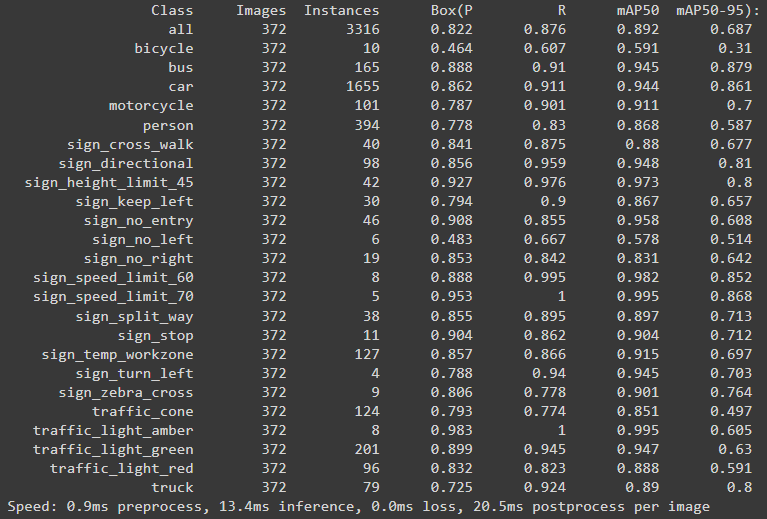 Class Images Instances Box(P R mAP50 mAP50-95):
all 372 3316 0.822 0.876 0.892 0.687
bicycle 372 10 0.464 0.607 0.591 0.31
bus 372 165 0.888 0.91 0.945 0.879
car 372 1655 0.862 0.911 0.944 0.861
motorcycle 372 101 0.787 0.901 0.911 0.7
person 372 394 0.778 0.83 0.868 0.587
sign_cross_walk 372 40 0.841 0.875 0.88 0.677
sign_directional 372 98 0.856 0.959 0.948 0.81
sign_height_limit_45 372 42 0.927 0.976 0.973 0.8
sign_keep_left 372 30 0.794 0.9 0.867 0.657
sign_no_entry 372 46 0.908 0.855 0.958 0.608
sign_no_left 372 6 0.483 0.667 0.578 0.514
sign_no_right 372 19 0.853 0.842 0.831 0.642
sign_speed_limit_60 372 8 0.888 0.995 0.982 0.852
sign_speed_limit_70 372 5 0.953 1 0.995 0.868
sign_split_way 372 38 0.855 0.895 0.897 0.713
sign_stop 372 11 0.904 0.862 0.904 0.712
sign_temp_workzone 372 127 0.857 0.866 0.915 0.697
sign_turn_left 372 4 0.788 0.94 0.945 0.703
sign_zebra_cross 372 9 0.806 0.778 0.901 0.764
traffic_cone 372 124 0.793 0.774 0.851 0.497
traffic_light_amber 372 8 0.983 1 0.995 0.605
traffic_light_green 372 201 0.899 0.945 0.947 0.63
traffic_light_red 372 96 0.832 0.823 0.888 0.591
truck 372 79 0.725 0.924 0.89 0.8
Speed: 0.9ms preprocess, 13.4ms inference, 0.0ms loss, 20.5ms postprocess per image